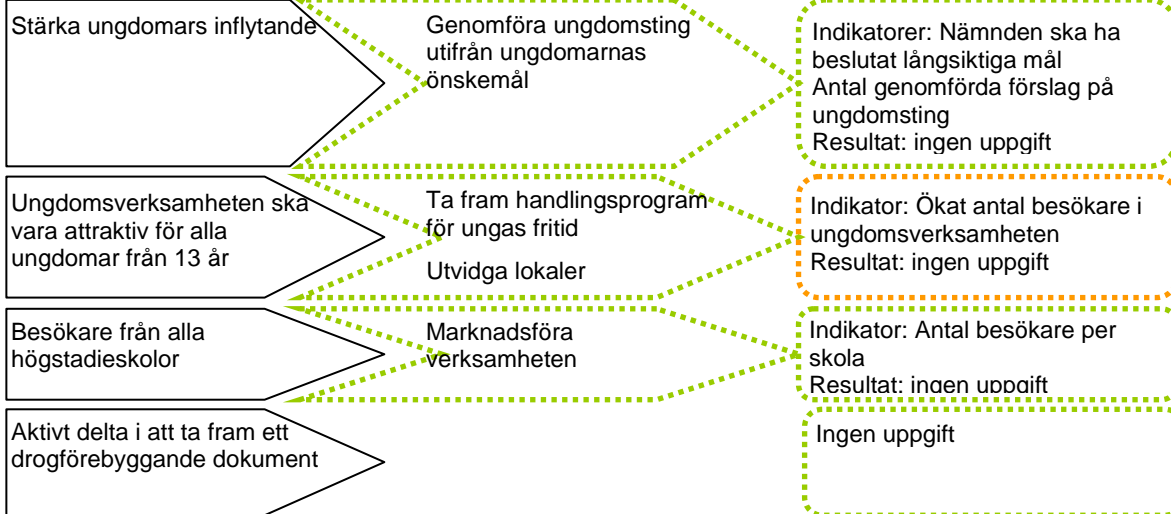 Stärka ungdomars inflytande
Genomföra ungdomsting
utifrån ungdomarnas
önskemål
Indikatorer: Nämnden ska ha
beslutat långsiktiga mål
Antal genomförda förslag på
ungdomsting
Resultat: ingen uppgift
Ungdomsverksamheten ska
vara attraktiv för alla
ungdomar från 13 år
Ta fram handlingsprogram
för ungas fritid
Utvidga lokaler
Indikator: Ökat antal besökare i
ungdomsverksamheten
Resultat: ingen uppgift
Besökare från alla
högstadieskolor
Marknadsföra
verksamheten
Indikator: Antal besökare per
skola
Resultat: ingen uppgift
Aktivt delta i att ta fram ett
drogförebyggande dokument
Ingen uppgift